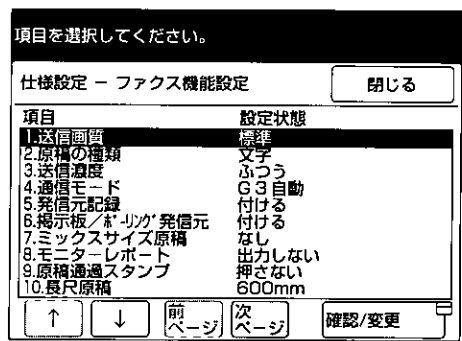 項目を選択してください。
仕様設定 － ファクス機能設定 閉じる
項目 設定状態
1.送信画質 標準
2.原稿の種類 文字
3.送信濃度 ふつう
4.通信モード G3自動
5.発信元記録 付ける
6.掲示板／ﾎﾟｰﾘﾝｸﾞ発信元 付ける
7.ミックスサイズ原稿 なし
8.モニターレポート 出力しない
9.原稿通過スタンプ 押さない
10.長尺原稿 600mm
↑ ↓ 前ページ 次ページ 確認/変更